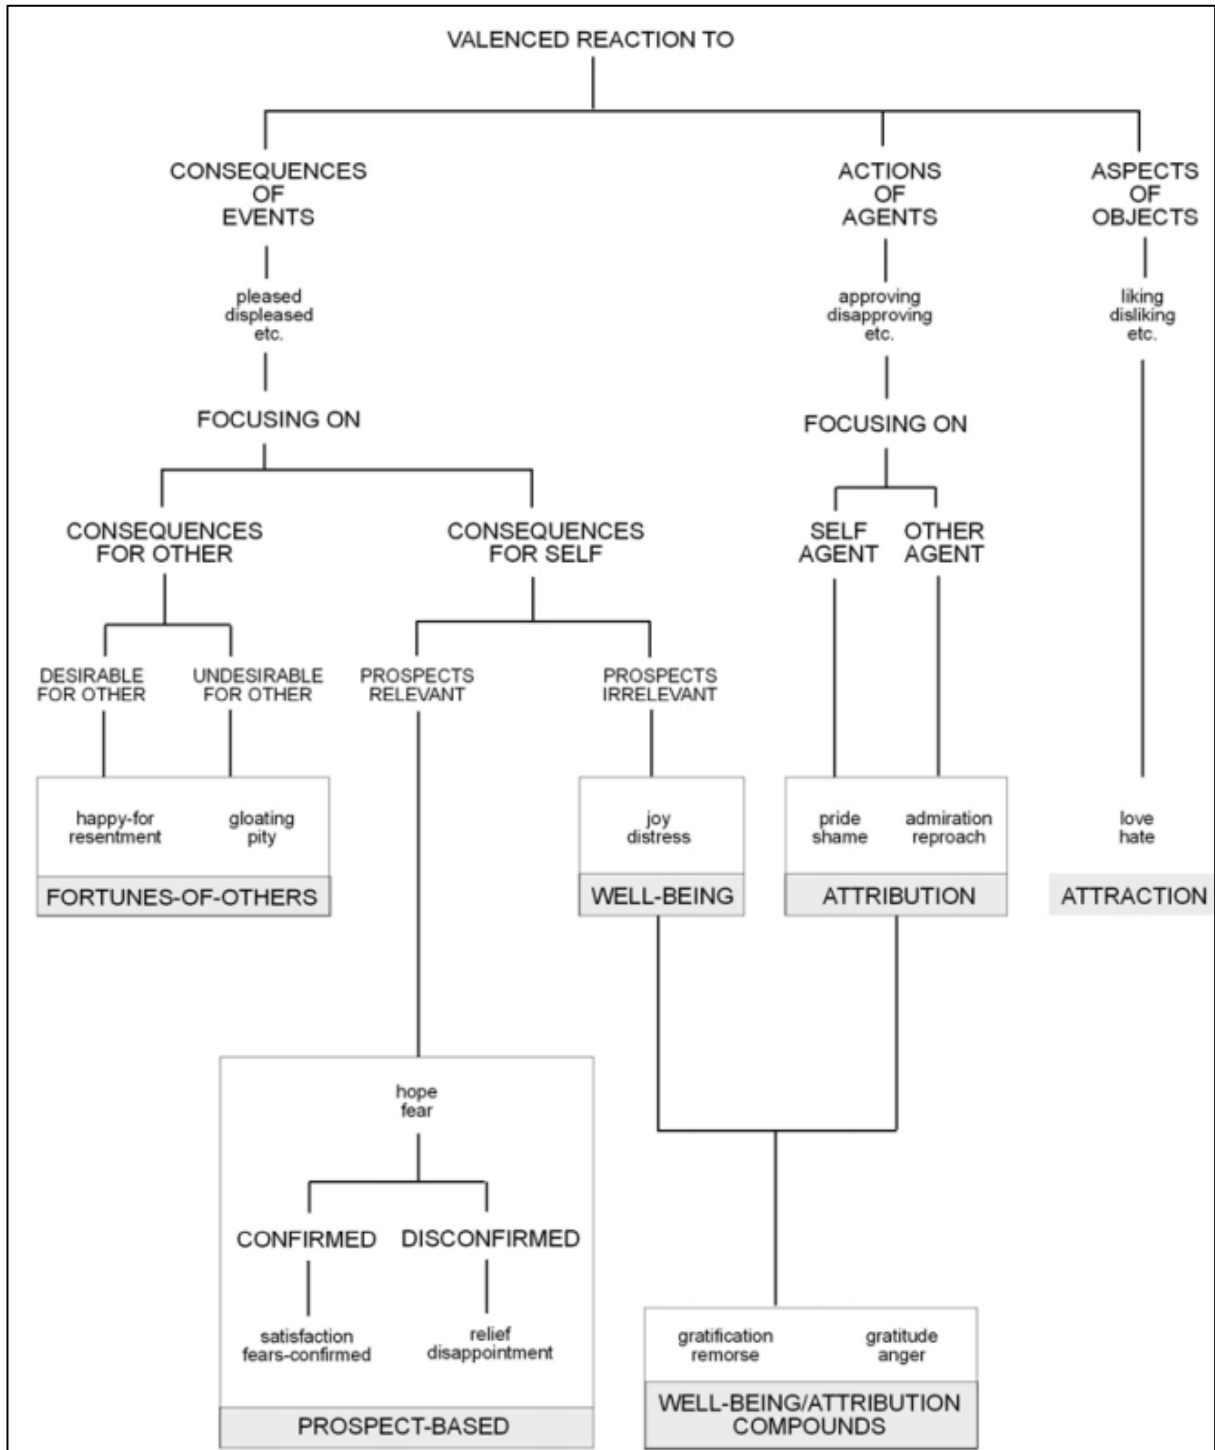 VALENCED REACTION TO
CONSEQUENCES
OF
EVENTS
ACTIONS
OF
AGENTS
ASPECTS
OF
OBJECTS
pleased
displeased
etc.
approving
disapproving
etc.
liking
disliking
etc.
FOCUSING ON
FOCUSING ON
CONSEQUENCES
FOR OTHER
CONSEQUENCES
FOR SELF
SELF
AGENT
OTHER
AGENT
DESIRABLE
FOR OTHER
UNDESIRABLE
FOR OTHER
PROSPECTS
RELEVANT
PROSPECTS
IRRELEVANT
happy-for
resentment
gloating
pity
joy
distress
pride
shame
admiration
reproach
love
hate
FORTUNES-OF-OTHERS
WELL-BEING
ATTRIBUTION
ATTRACTION
hope
fear
CONFIRMED
DISCONFIRMED
satisfaction
fears-confirmed
relief
disappointment
PROSPECT-BASED
gratification
remorse
gratitude
anger
WELL-BEING/ATTRIBUTION
COMPOUNDS